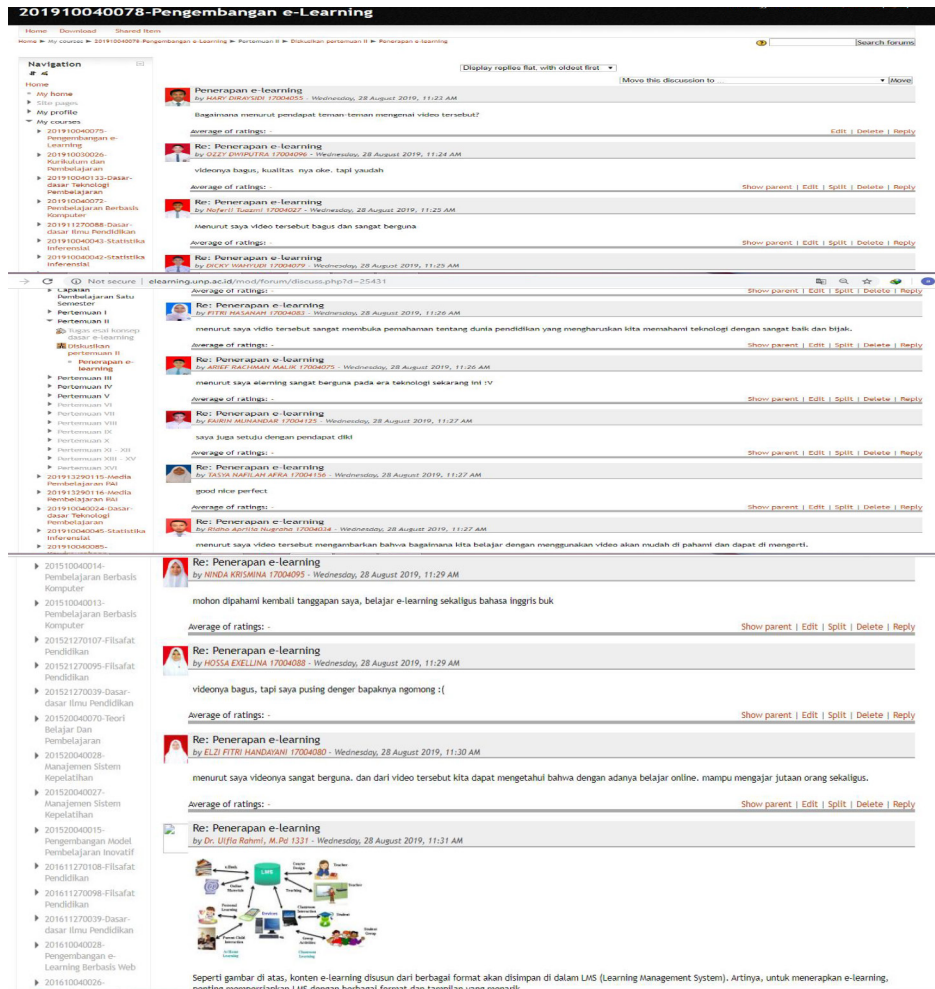 201910040078-Pengembangan e-Learning
Home Download Shared Item
Home ► My courses ► 201910040078-Pengembangan e-Learning ► Pertemuan II ► Diskusikan pertemuan II ► Penerapan e-learning
Search forums
Navigation
Home
My home
Site pages
My profile
My courses
201910040075-
Pengembangan e-
Learning
201910030026-
Kurikulum dan
Pembelajaran
201910040133-Dasar-
dasar Teknologi
Pembelajaran
201910040072-
Pembelajaran Berbasis
Komputer
201911270088-Dasar-
dasar Ilmu Pendidikan
201910040043-Statistika
Inferensial
201910040042-Statistika
Inferensial
Display replies flat, with oldest first
Move this discussion to ...
Move
Penerapan e-learning
by HARY DIRAYSIDI 17004055 - Wednesday, 28 August 2019, 11:23 AM
Bagaimana menurut pendapat teman-teman mengenai video tersebut?
Average of ratings: -
Edit | Delete | Reply
Re: Penerapan e-learning
by OZZY DWIPUTRA 17004096 - Wednesday, 28 August 2019, 11:24 AM
videonya bagus, kualitas nya oke. tapi yaudah
Average of ratings: -
Show parent | Edit | Split | Delete | Reply
Re: Penerapan e-learning
by Noferli Tuazmi 17004027 - Wednesday, 28 August 2019, 11:25 AM
Menurut saya video tersebut bagus dan sangat berguna
Average of ratings: -
Show parent | Edit | Split | Delete | Reply
Re: Penerapan e-learning
by DICKY WAHYUDI 17004079 - Wednesday, 28 August 2019, 11:25 AM
Not secure | elearning.unp.ac.id/mod/forum/discuss.php?d=25431
Capaian
Pembelajaran Satu
Semester
Pertemuan I
Pertemuan II
Tugas esai konsep
dasar e-learning
Diskusikan
pertemuan II
Penerapan e-
learning
Pertemuan III
Pertemuan IV
Pertemuan V
Pertemuan VI
Pertemuan VII
Pertemuan VIII
Pertemuan IX
Pertemuan X
Pertemuan XI - XII
Pertemuan XIII - XV
Pertemuan XVI
201913290115-Media
Pembelajaran PAI
201913290116-Media
Pembelajaran PAI
201910040024-Dasar-
dasar Teknologi
Pembelajaran
201910040045-Statistika
Inferensial
201910040085-
Average of ratings: -
Show parent | Edit | Split | Delete | Reply
Re: Penerapan e-learning
by FITRI HASANAH 17004083 - Wednesday, 28 August 2019, 11:26 AM
menurut saya vidio tersebut sangat membuka pemahaman tentang dunia pendidikan yang mengharuskan kita memahami teknologi dengan sangat baik dan bijak.
Average of ratings: -
Show parent | Edit | Split | Delete | Reply
Re: Penerapan e-learning
by ARIEF RACHMAN MALIK 17004075 - Wednesday, 28 August 2019, 11:26 AM
menurut saya elerning sangat berguna pada era teknologi sekarang ini :V
Average of ratings: -
Show parent | Edit | Split | Delete | Reply
Re: Penerapan e-learning
by FAIRIN MUNANDAR 17004125 - Wednesday, 28 August 2019, 11:27 AM
saya juga setuju dengan pendapat diki
Average of ratings: -
Show parent | Edit | Split | Delete | Reply
Re: Penerapan e-learning
by TASYA NAFILAH AFRA 17004156 - Wednesday, 28 August 2019, 11:27 AM
good nice perfect
Average of ratings: -
Show parent | Edit | Split | Delete | Reply
Re: Penerapan e-learning
by Ridho Aprilla Nugraha 17004034 - Wednesday, 28 August 2019, 11:27 AM
menurut saya video tersebut mengambarkan bahwa bagaimana kita belajar dengan menggunakan video akan mudah di pahami dan dapat di mengerti.
201510040014-
Pembelajaran Berbasis
Komputer
201510040013-
Pembelajaran Berbasis
Komputer
201521270107-Filsafat
Pendidikan
201521270095-Filsafat
Pendidikan
201521270039-Dasar-
dasar Ilmu Pendidikan
201520040070-Teori
Belajar Dan
Pembelajaran
201520040028-
Manajemen Sistem
Kepelatihan
201520040027-
Manajemen Sistem
Kepelatihan
201520040015-
Pengembangan Model
Pembelajaran Inovatif
201611270108-Filsafat
Pendidikan
201611270098-Filsafat
Pendidikan
201611270039-Dasar-
dasar Ilmu Pendidikan
201610040028-
Pengembangan e-
Learning Berbasis Web
201610040026-
Re: Penerapan e-learning
by NINDA KRISMINA 17004095 - Wednesday, 28 August 2019, 11:29 AM
mohon dipahami kembali tanggapan saya, belajar e-learning sekaligus bahasa inggris buk
Average of ratings: -
Show parent | Edit | Split | Delete | Reply
Re: Penerapan e-learning
by HOSSA EXELLINA 17004088 - Wednesday, 28 August 2019, 11:29 AM
videonya bagus, tapi saya pusing denger bapaknya ngomong :(
Average of ratings: -
Show parent | Edit | Split | Delete | Reply
Re: Penerapan e-learning
by ELZI FITRI HANDAYANI 17004080 - Wednesday, 28 August 2019, 11:30 AM
menurut saya videonya sangat berguna. dan dari video tersebut kita dapat mengetahui bahwa dengan adanya belajar online. mampu mengajar jutaan orang sekaligus.
Average of ratings: -
Show parent | Edit | Split | Delete | Reply
Re: Penerapan e-learning
by Dr. Ulfia Rahmi, M.Pd 1331 - Wednesday, 28 August 2019, 11:31 AM
LMS
Teacher
Teaching
Student
Seperti gambar di atas, konten e-learning disusun dari berbagai format akan disimpan di dalam LMS (Learning Management System). Artinya, untuk menerapkan e-learning,
penting mempersiapkan LMS dengan berbagai format dan tampilan yang menarik.